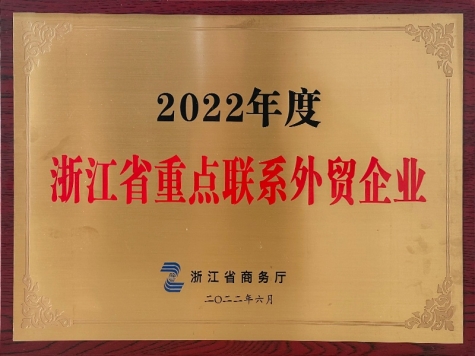 2022年度
浙江省重点联系外贸企业
浙江省商务厅
二〇二二年六月